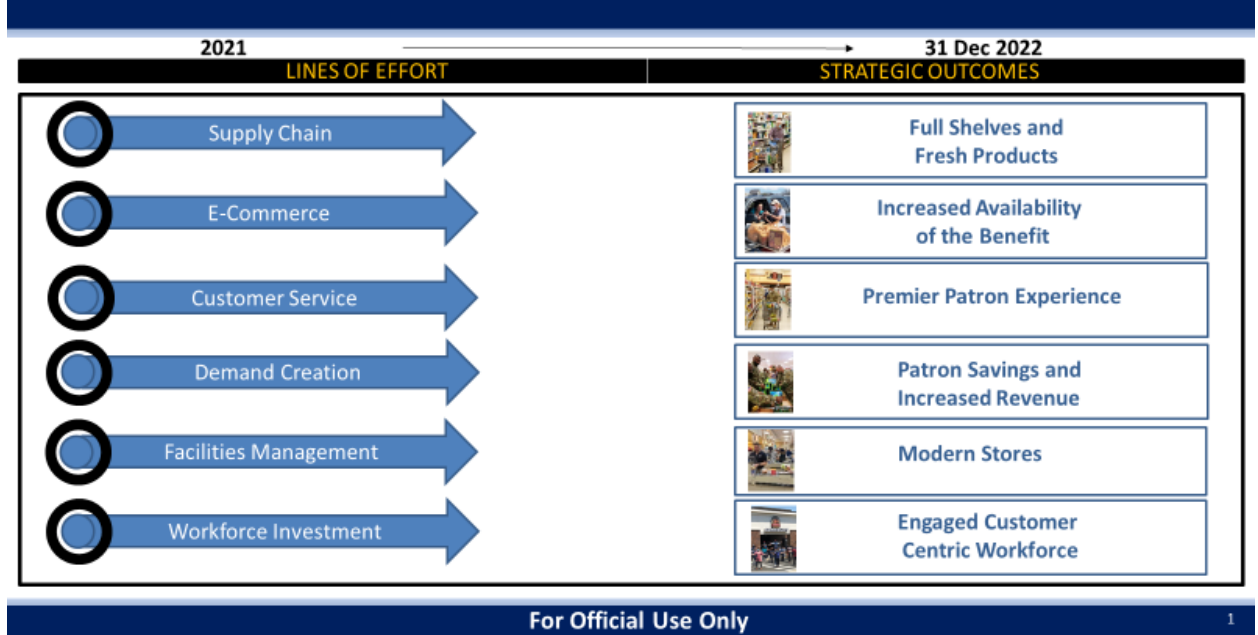 2021
31 Dec 2022
LINES OF EFFORT
STRATEGIC OUTCOMES
Supply Chain
Full Shelves and
Fresh Products
E-Commerce
Increased Availability
of the Benefit
Customer Service
Premier Patron Experience
Demand Creation
Patron Savings and
Increased Revenue
Facilities Management
Modern Stores
Workforce Investment
Engaged Customer
Centric Workforce
For Official Use Only
1